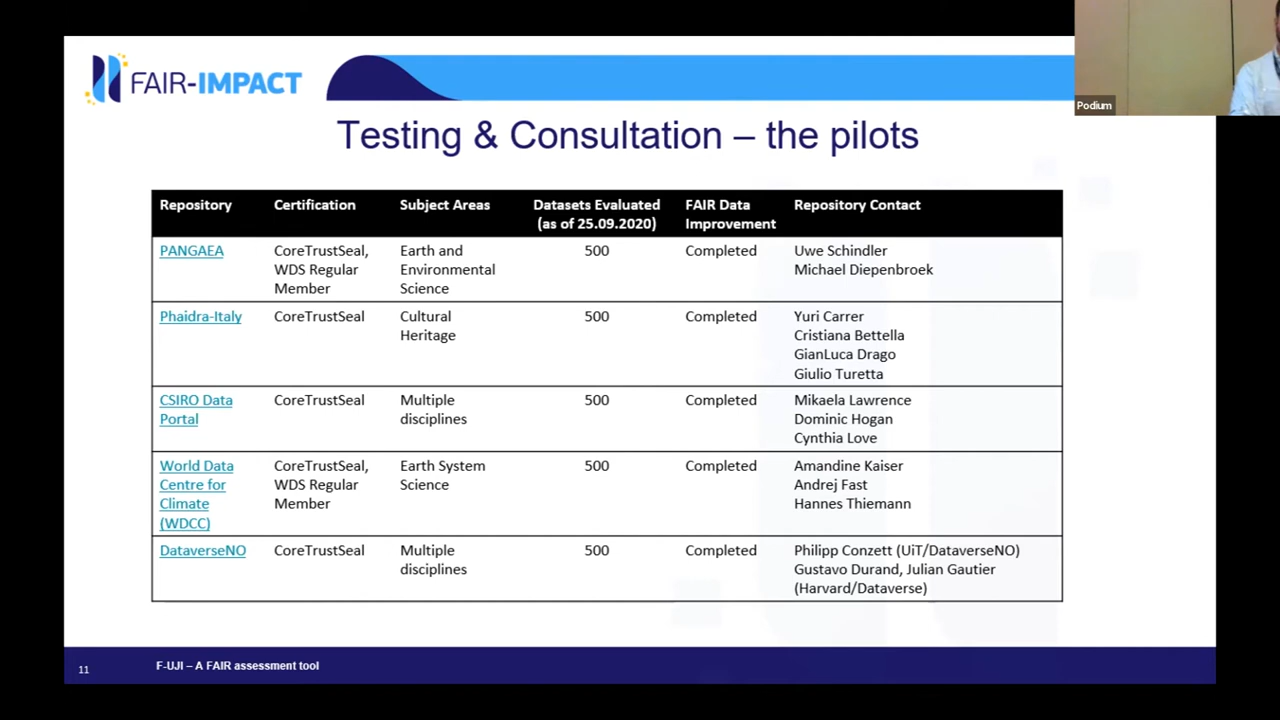 FAIR-IMPACT
Podium
Testing & Consultation – the pilots
Repository Certification Subject Areas Datasets Evaluated (as of 25.09.2020) FAIR Data Improvement Repository Contact
PANGAEA CoreTrustSeal, Earth and 500 Completed Uwe Schindler
WDS Regular Environmental Michael Diepenbroek
Member Science
Phaidra-Italy CoreTrustSeal Cultural 500 Completed Yuri Carrer
Heritage Cristiana Bettella
GianLuca Drago
Giulio Turetta
CSIRO Data CoreTrustSeal Multiple 500 Completed Mikaela Lawrence
Portal disciplines Dominic Hogan
Cynthia Love
World Data CoreTrustSeal, Earth System 500 Completed Amandine Kaiser
Centre for WDS Regular Science Andrej Fast
Climate Member Hannes Thiemann
(WDCC)
DataverseNO CoreTrustSeal Multiple 500 Completed Philipp Conzett (UiT/DataverseNO)
disciplines Gustavo Durand, Julian Gautier
(Harvard/Dataverse)
11 F-UJI – A FAIR assessment tool